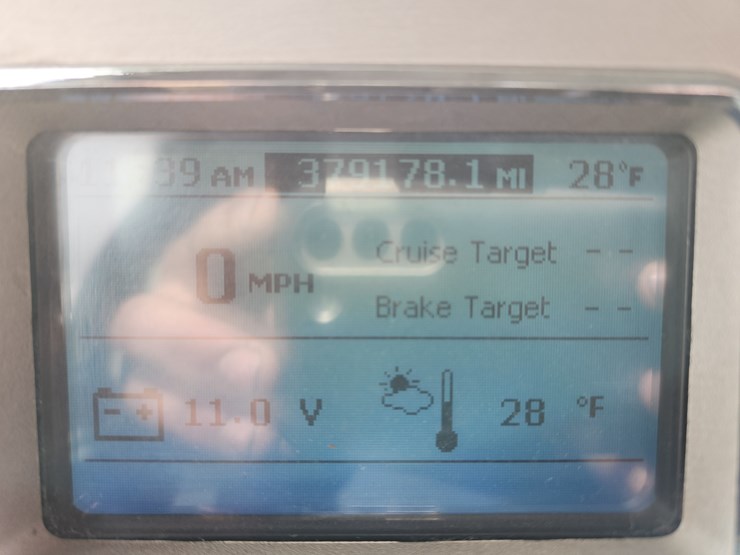 AM 379178.1 MI 28°F
0 MPH
Cruise Target - -
Brake Target - -
11.0 V 28 °F